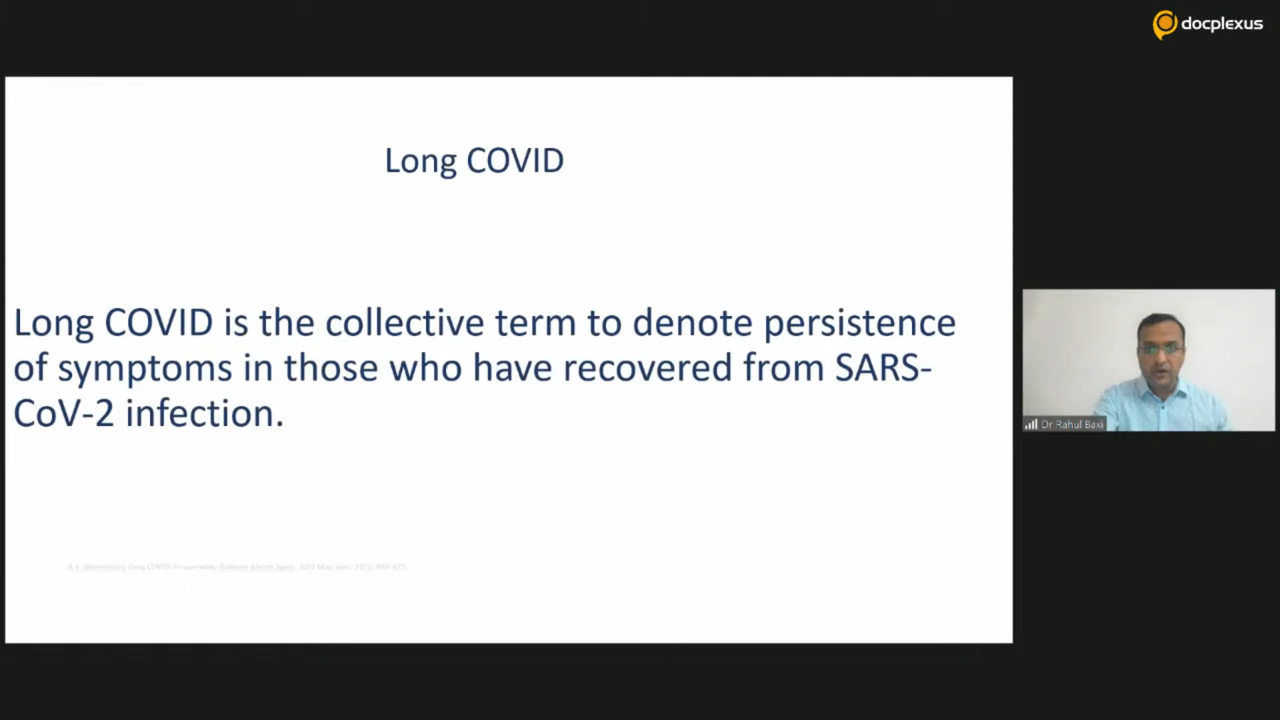 docplexus
Long COVID
Long COVID is the collective term to denote persistence
of symptoms in those who have recovered from SARS-
CoV-2 infection.
Dr Rahul Baxi